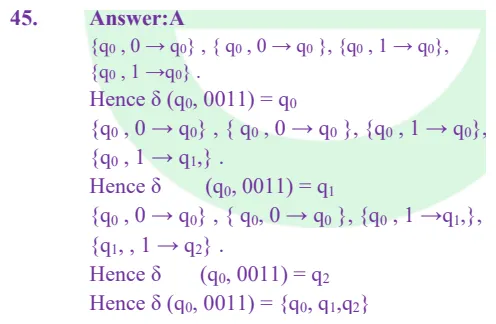 45. Answer:A
{q0 , 0 → q0} , { q0 , 0 → q0 }, {q0 , 1 → q0},
{q0 , 1 →q0} .
Hence δ (q0, 0011) = q0
{q0 , 0 → q0} , { q0 , 0 → q0 }, {q0 , 1 → q0},
{q0 , 1 → q1,} .
Hence δ (q0, 0011) = q1
{q0 , 0 → q0} , { q0, 0 → q0 }, {q0 , 1 →q1,},
{q1, , 1 → q2} .
Hence δ (q0, 0011) = q2
Hence δ (q0, 0011) = {q0, q1,q2}